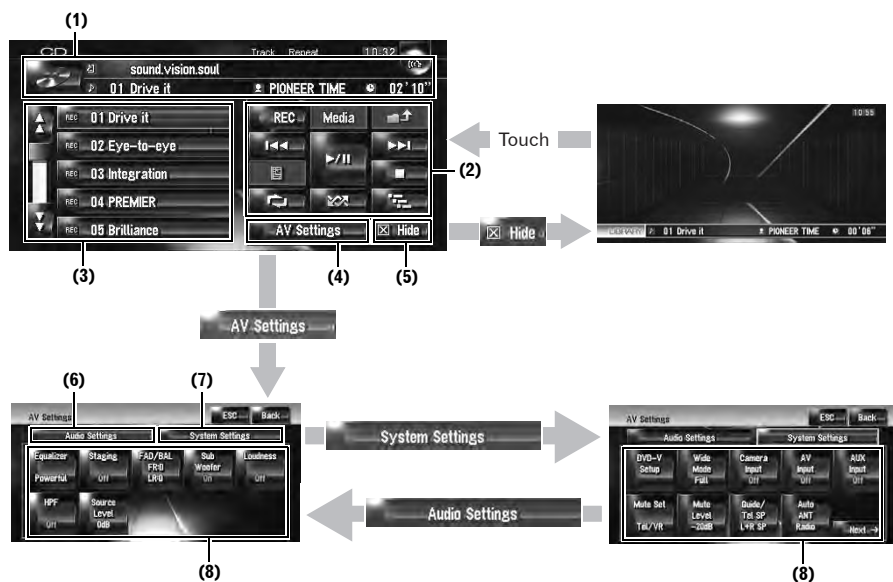 (1)
CD Track Repeat 10:32
sound.vision.soul
01 Drive it PIONEER TIME 02'10"
REC 01 Drive it
REC 02 Eye-to-eye
REC 03 Integration
REC 04 PREMIER
REC 05 Brilliance
REC Media
AV Settings Hide
(2)
(3)
(4)
(5)
Touch
Hide
10:55
LIBRARY 01 Drive it PIONEER TIME 00'06"
AV Settings
(6)
(7)
AV Settings ESC Back
Audio Settings System Settings
Equalizer Powerful
Staging Off
FAD/BAL FR:0 LR:0
Sub Woofer On
Loudness Off
HPF Off
Source Level 0dB
(8)
System Settings
Audio Settings
AV Settings ESC Back
Audio Settings System Settings
DVD-V Setup
Wide Mode Full
Camera Input Off
AV Input Off
AUX Input Off
Mute Set Tel/VR
Mute Level -20dB
Guide/ Tel SP L+R SP
Auto ANT Radio
Next
(8)